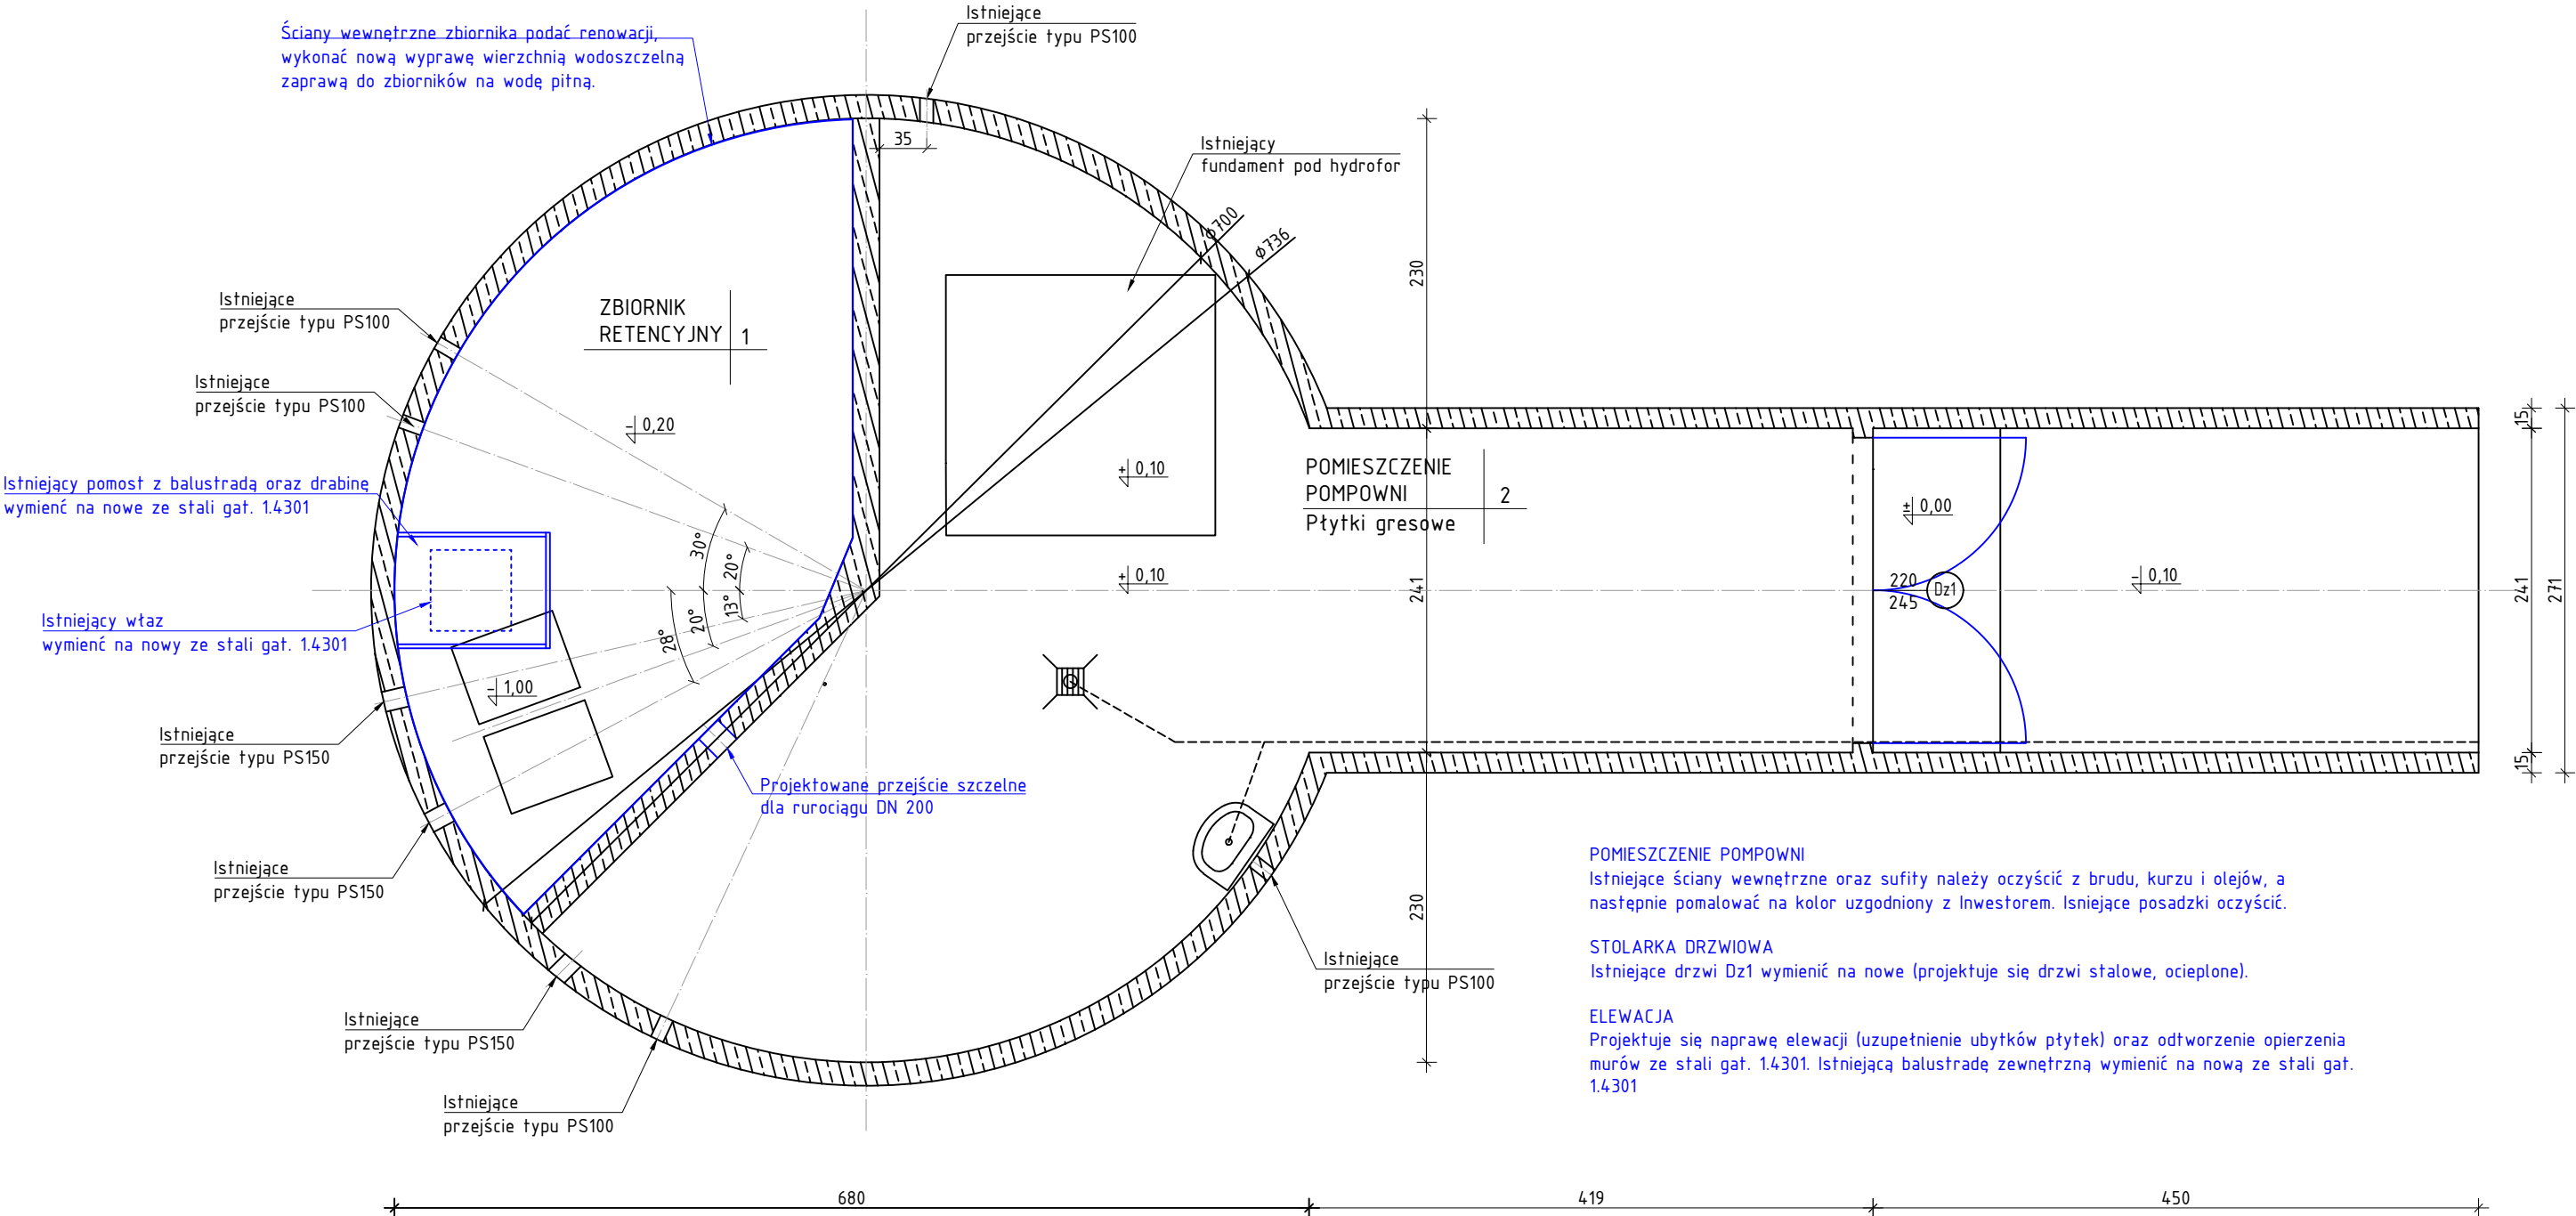 Ściany wewnętrzne zbiornika podać renowacji,
wykonać nową wyprawę wierzchnią wodoszczelną
zaprawą do zbiorników na wodę pitną.
Istniejące
przejście typu PS100
35
Istniejący
fundament pod hydrofor
ø700
ø736
230
Istniejące
przejście typu PS100
ZBIORNIK
RETENCYJNY
1
Istniejące
przejście typu PS100
- 0,20
+ 0,10
POMIESZCZENIE
POMPOWNI
2
Płytki gresowe
15
Istniejący pomost z balustradą oraz drabinę
wymienć na nowe ze stali gat. 1.4301
± 0,00
30°
20°
+ 0,10
241
220
245
Dz1
- 0,10
241
271
13°
20°
28°
Istniejący właz
wymienć na nowy ze stali gat. 1.4301
- 1,00
Istniejące
przejście typu PS150
15
Projektowane przejście szczelne
dla rurociągu DN 200
Istniejące
przejście typu PS150
230
POMIESZCZENIE POMPOWNI
Istniejące ściany wewnętrzne oraz sufity należy oczyścić z brudu, kurzu i olejów, a
następnie pomalować na kolor uzgodniony z Inwestorem. Isniejące posadzki oczyścić.
STOLARKA DRZWIOWA
Istniejące drzwi Dz1 wymienić na nowe (projektuje się drzwi stalowe, ocieplone).
ELEWACJA
Projektuje się naprawę elewacji (uzupełnienie ubytków płytek) oraz odtworzenie opierzenia
murów ze stali gat. 1.4301. Istniejącą balustradę zewnętrzną wymienić na nową ze stali gat.
1.4301
Istniejące
przejście typu PS100
Istniejące
przejście typu PS150
Istniejące
przejście typu PS100
680
419
450